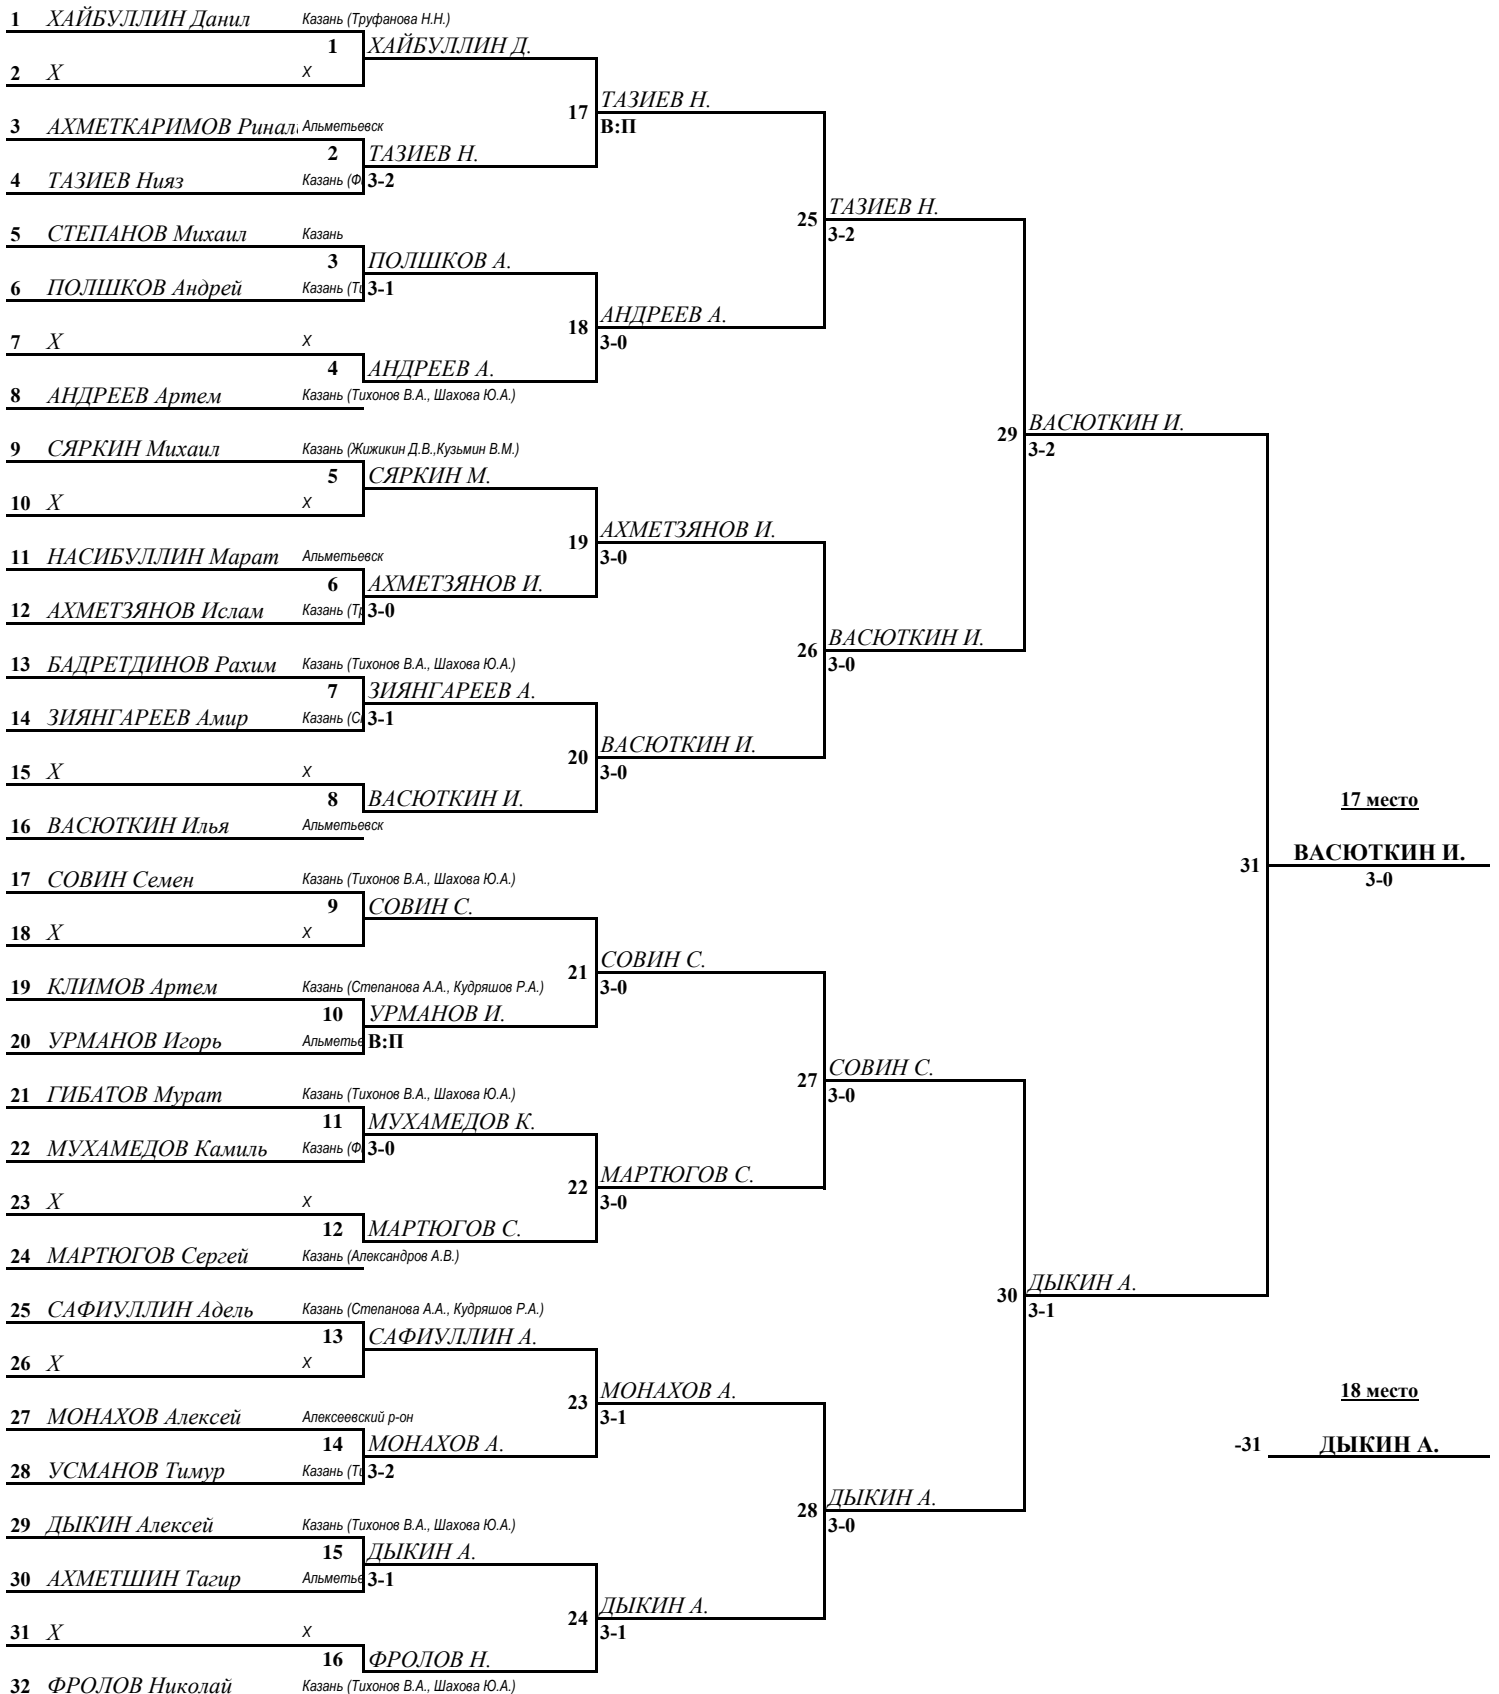 1 ХАЙБУЛЛИН Данил Казань (Труфанова Н.Н.)
1 ХАЙБУЛЛИН Д.
2 Х Х
17 ТАЗИЕВ Н.
В:П
3 АХМЕТКАРИМОВ Ринал Альметьевск
2 ТАЗИЕВ Н.
4 ТАЗИЕВ Нияз Казань (Ф 3-2
25 ТАЗИЕВ Н.
3-2
5 СТЕПАНОВ Михаил Казань
3 ПОЛШКОВ А.
6 ПОЛШКОВ Андрей Казань (Ти 3-1
18 АНДРЕЕВ А.
3-0
7 Х Х
4 АНДРЕЕВ А.
8 АНДРЕЕВ Артем Казань (Тихонов В.А., Шахова Ю.А.)
29 ВАСЮТКИН И.
3-2
9 СЯРКИН Михаил Казань (Жижикин Д.В.,Кузьмин В.М.)
5 СЯРКИН М.
10 Х Х
19 АХМЕТЗЯНОВ И.
3-0
11 НАСИБУЛЛИН Марат Альметьевск
6 АХМЕТЗЯНОВ И.
12 АХМЕТЗЯНОВ Ислам Казань (Тр 3-0
26 ВАСЮТКИН И.
3-0
13 БАДРЕТДИНОВ Рахим Казань (Тихонов В.А., Шахова Ю.А.)
7 ЗИЯНГАРЕЕВ А.
14 ЗИЯНГАРЕЕВ Амир Казань (С 3-1
20 ВАСЮТКИН И.
3-0
15 Х Х
8 ВАСЮТКИН И.
17 место
16 ВАСЮТКИН Илья Альметьевск
31 ВАСЮТКИН И.
3-0
17 СОВИН Семен Казань (Тихонов В.А., Шахова Ю.А.)
9 СОВИН С.
18 Х Х
21 СОВИН С.
3-0
19 КЛИМОВ Артем Казань (Степанова А.А., Кудряшов Р.А.)
10 УРМАНОВ И.
20 УРМАНОВ Игорь Альметье В:П
27 СОВИН С.
3-0
21 ГИБАТОВ Мурат Казань (Тихонов В.А., Шахова Ю.А.)
11 МУХАМЕДОВ К.
22 МУХАМЕДОВ Камиль Казань (Ф 3-0
22 МАРТЮГОВ С.
3-0
23 Х Х
12 МАРТЮГОВ С.
24 МАРТЮГОВ Сергей Казань (Александров А.В.)
30 ДЫКИН А.
3-1
25 САФИУЛЛИН Адель Казань (Степанова А.А., Кудряшов Р.А.)
13 САФИУЛЛИН А.
26 Х Х
23 МОНАХОВ А.
3-1
18 место
27 МОНАХОВ Алексей Алексеевский р-он
14 МОНАХОВ А.
-31 ДЫКИН А.
28 УСМАНОВ Тимур Казань (Ти 3-2
28 ДЫКИН А.
3-0
29 ДЫКИН Алексей Казань (Тихонов В.А., Шахова Ю.А.)
15 ДЫКИН А.
30 АХМЕТШИН Тагир Альметье 3-1
24 ДЫКИН А.
3-1
31 Х Х
16 ФРОЛОВ Н.
32 ФРОЛОВ Николай Казань (Тихонов В.А., Шахова Ю.А.)